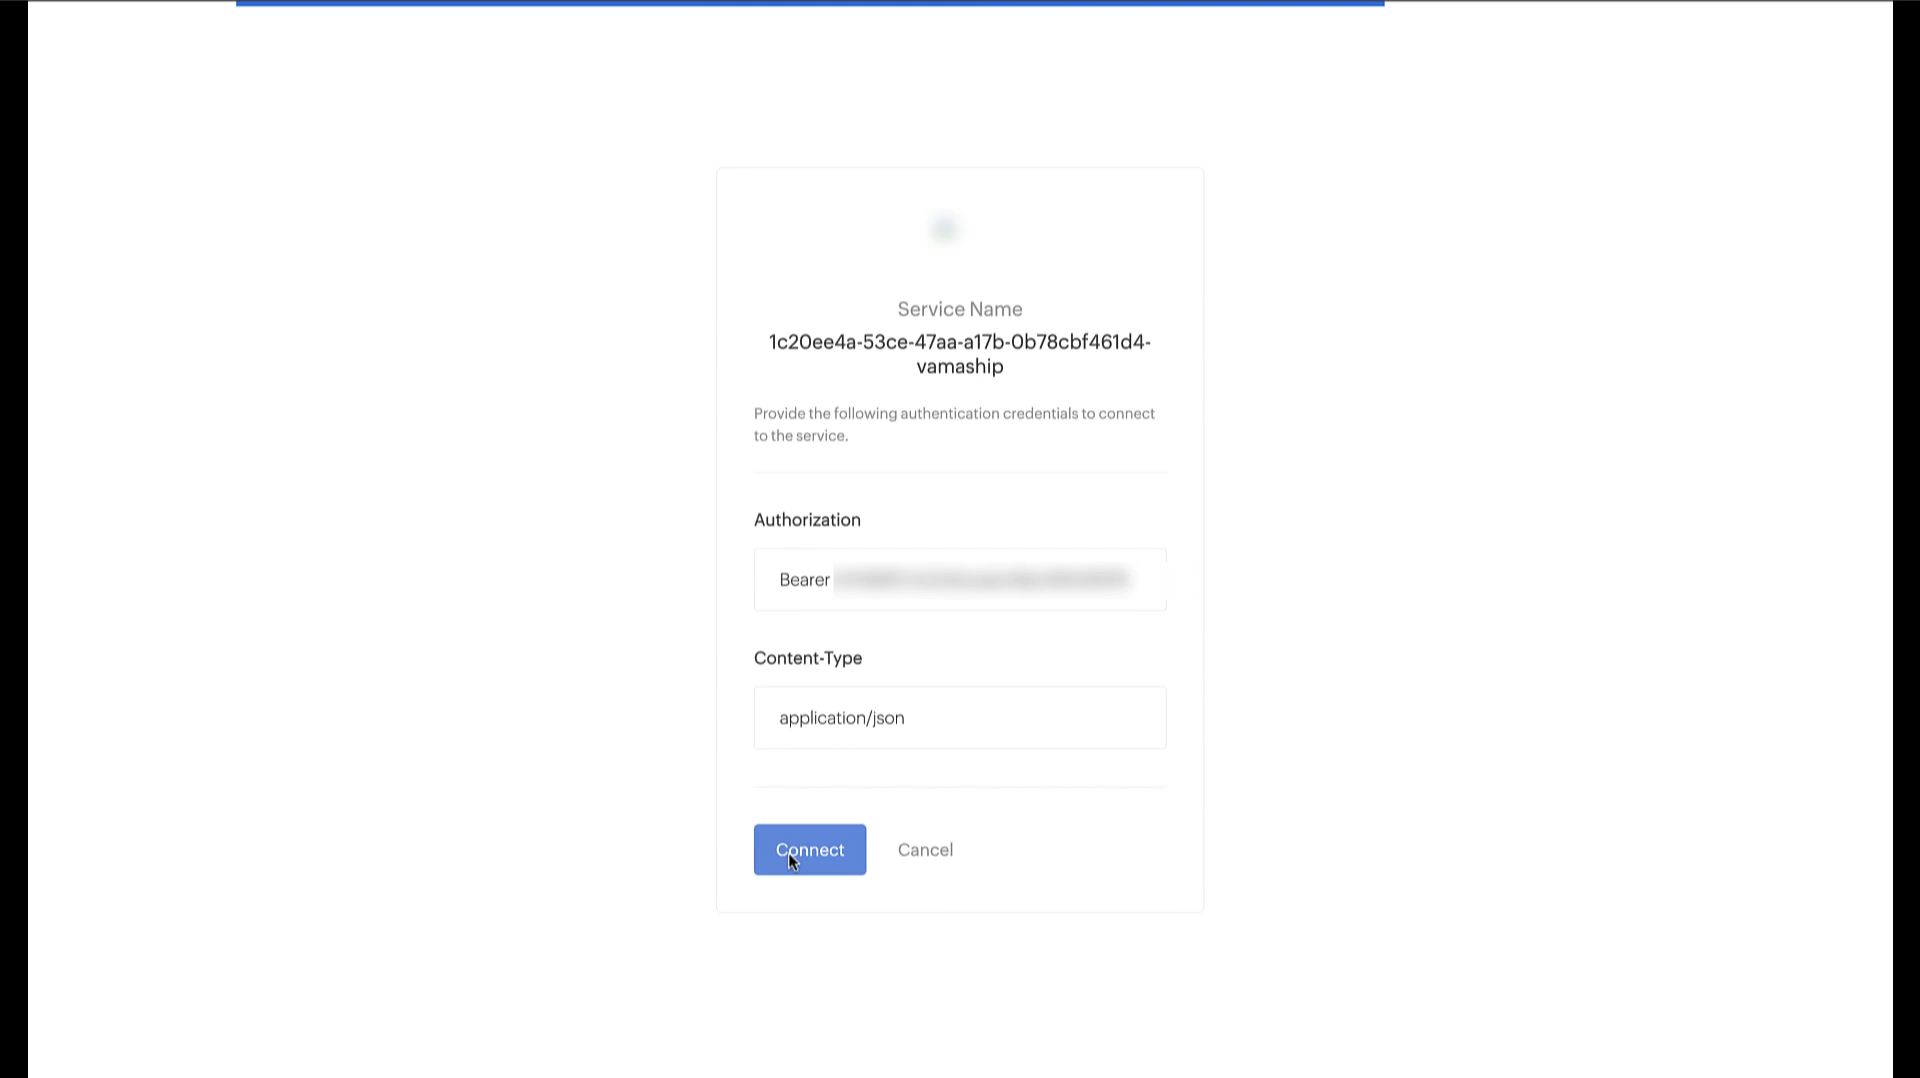 Service Name
1c20ee4a-53ce-47aa-a17b-0b78cbf461d4-
vamaship
Provide the following authentication credentials to connect
to the service.
Authorization
Bearer
Content-Type
application/json
Connect
Cancel